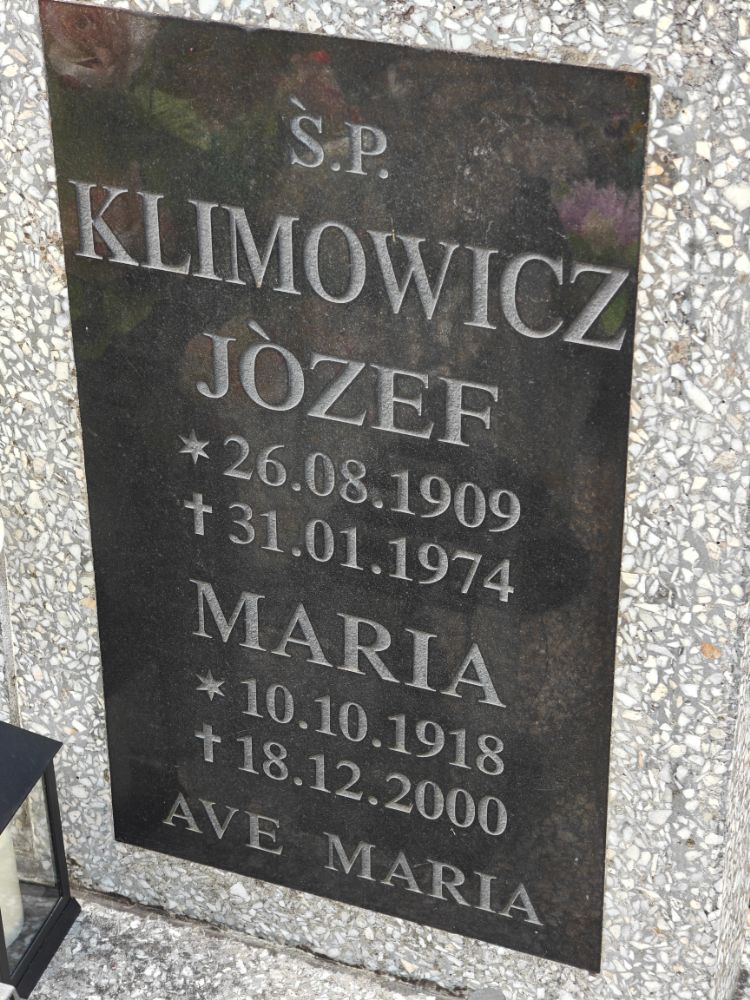 Ṡ.P.
KLIMOWICZ
JÒZEF
* 26.08.1909
✝ 31.01.1974
MARIA
* 10.10.1918
✝ 18.12.2000
AVE MARIA